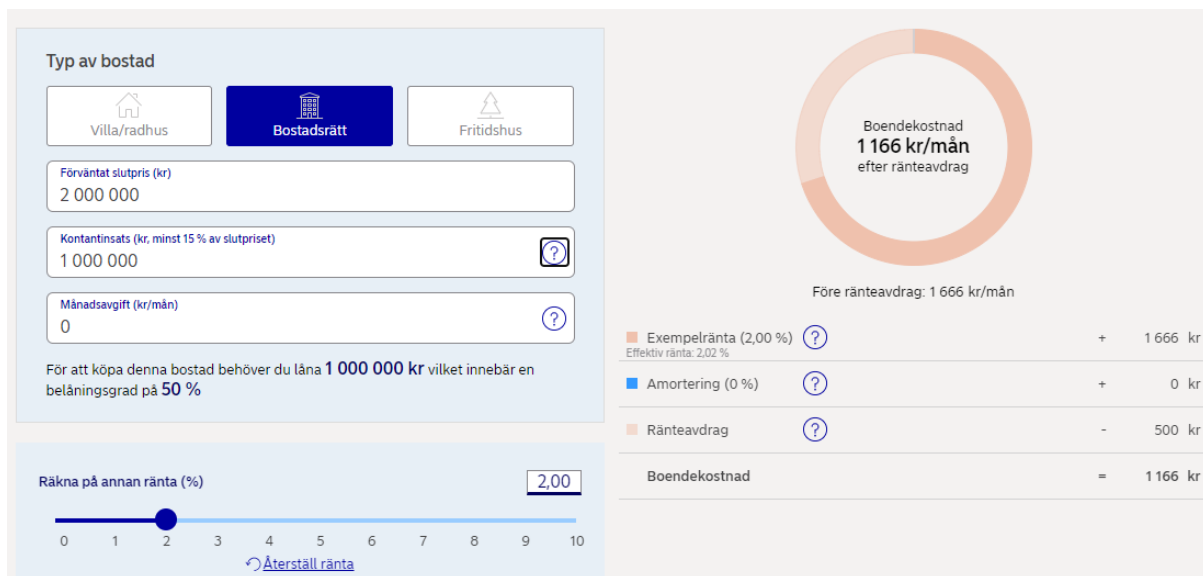 Typ av bostad
Villa/radhus
Bostadsrätt
Fritidshus
Förväntat slutpris (kr)
2 000 000
Kontantinsats (kr, minst 15 % av slutpriset)
1 000 000
?
Månadsavgift (kr/mån)
0
?
För att köpa denna bostad behöver du låna 1 000 000 kr vilket innebär en
belåningsgrad på 50 %
Räkna på annan ränta (%)
2,00
0 1 2 3 4 5 6 7 8 9 10
Återställ ränta
Boendekostnad
1 166 kr/mån
efter ränteavdrag
Före ränteavdrag: 1 666 kr/mån
Exempelränta (2,00 %) ? + 1 666 kr
Effektiv ränta: 2,02 %
Amortering (0 %) ? + 0 kr
Ränteavdrag ? - 500 kr
Boendekostnad = 1 166 kr